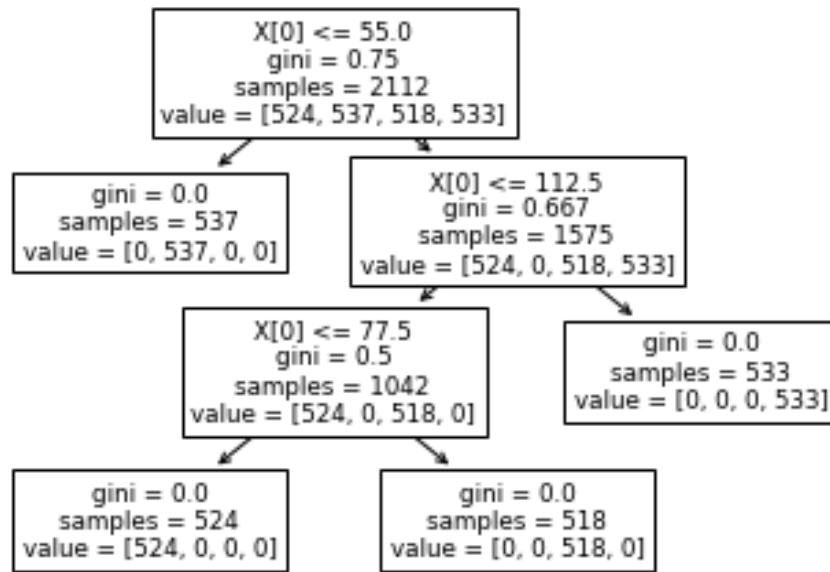 X[0] <= 55.0
gini = 0.75
samples = 2112
value = [524, 537, 518, 533]
gini = 0.0
samples = 537
value = [0, 537, 0, 0]
X[0] <= 112.5
gini = 0.667
samples = 1575
value = [524, 0, 518, 533]
X[0] <= 77.5
gini = 0.5
samples = 1042
value = [524, 0, 518, 0]
gini = 0.0
samples = 533
value = [0, 0, 0, 533]
gini = 0.0
samples = 524
value = [524, 0, 0, 0]
gini = 0.0
samples = 518
value = [0, 0, 518, 0]